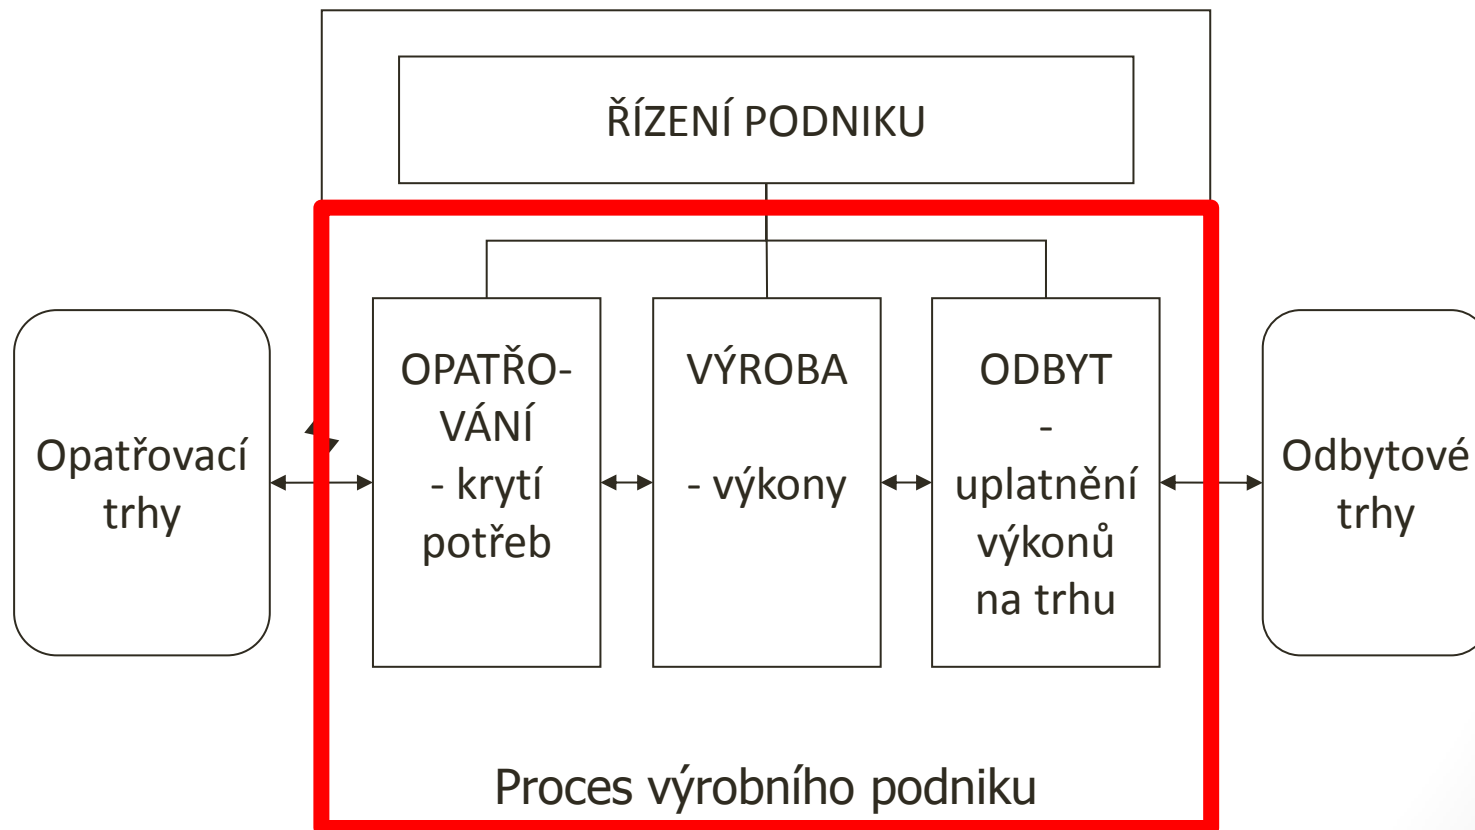 ŘÍZENÍ PODNIKU
Opatřovací
trhy
OPATŘO-
VÁNÍ
- krytí
potřeb
VÝROBA
- výkony
ODBYT
-
uplatnění
výkonů
na trhu
Odbytové
trhy
Proces výrobního podniku